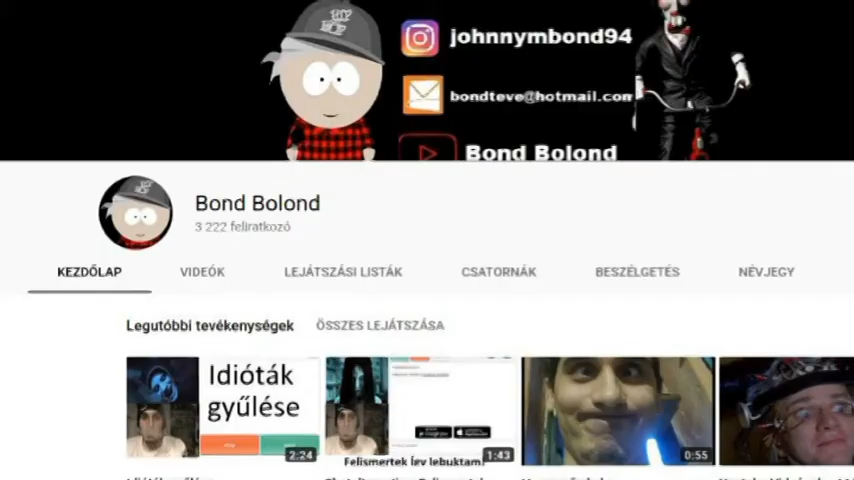 johnnymbond94
bondteve@hotmail.com
Bond Bolond
Bond Bolond
3 222 feliratkozó
KEZDŐLAP VIDEÓK LEJÁTSZÁSI LISTÁK CSATORNÁK BESZÉLGETÉS NÉVJEGY
Legutóbbi tevékenységek ÖSSZES LEJÁTSZÁSA
Idióták
gyűlése
2:24
Felismertek Így lebuktam!
1:43
0:55